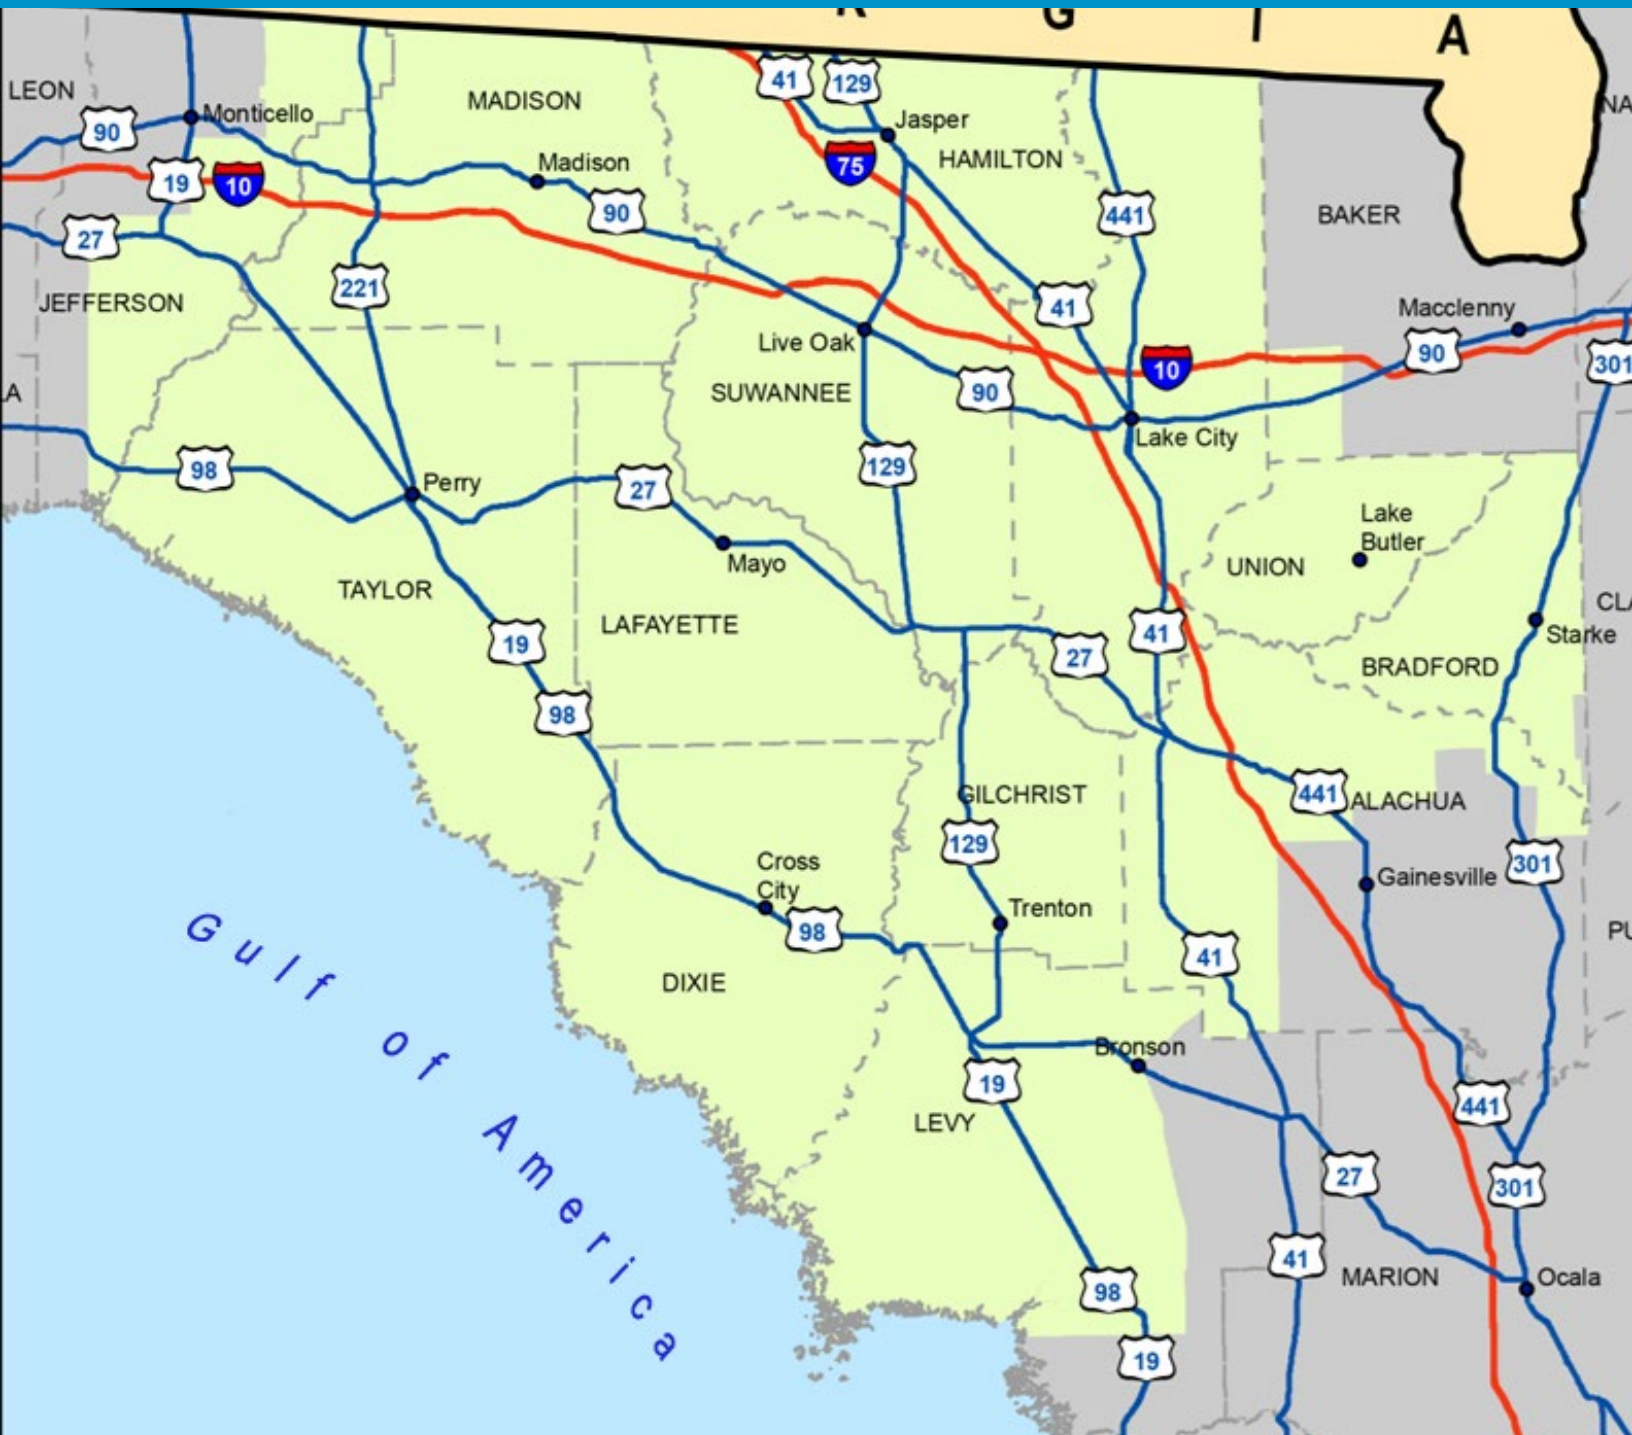 G
I
A
LEON
MADISON
41
129
90
Monticello
Jasper
HAMILTON
Madison
75
19
10
90
441
BAKER
27
221
JEFFERSON
41
Macclenny
Live Oak
90
10
301
SUWANNEE
90
Lake City
98
Perry
27
129
Lake
Butler
Mayo
UNION
TAYLOR
LAFAYETTE
19
27
41
Starke
BRADFORD
98
GILCHRIST
441
ALACHUA
129
301
Cross
City
Gainesville
98
Trenton
41
DIXIE
Gulf of America
Bronson
19
LEVY
441
27
301
41
MARION
Ocala
98
19